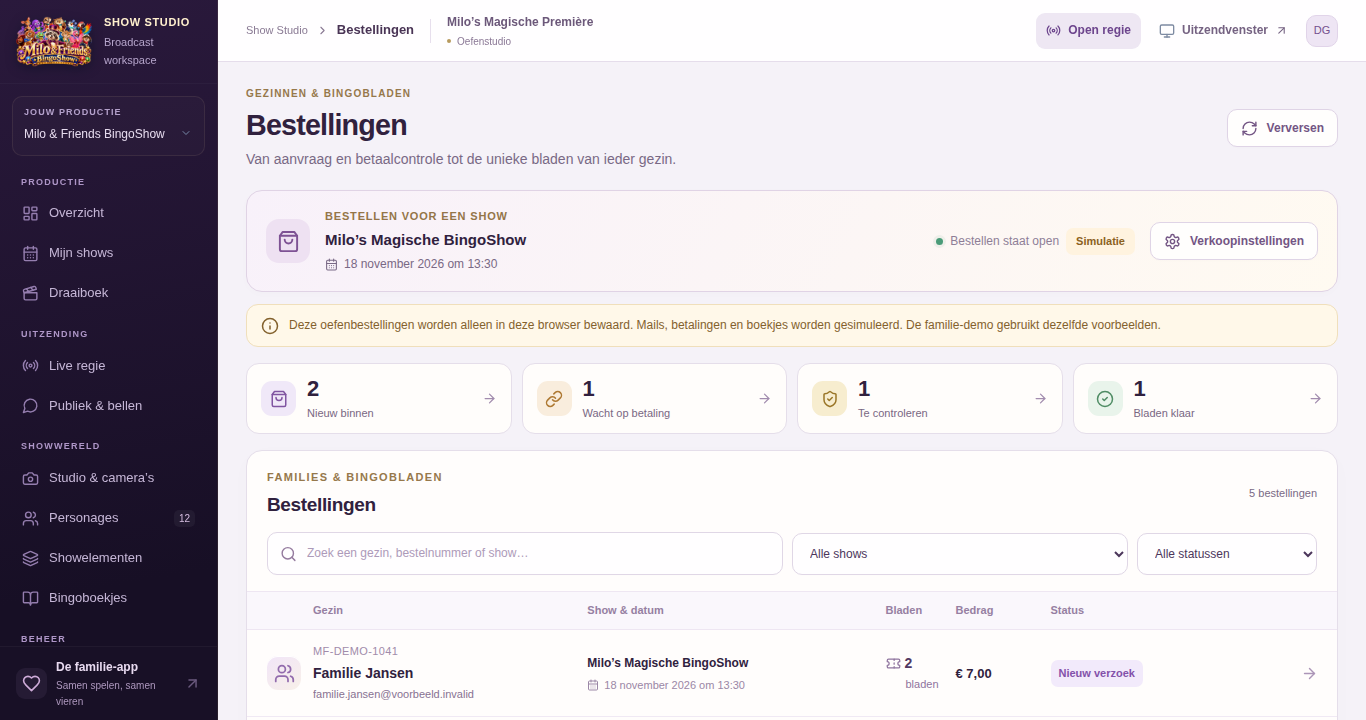 Milo & Friends
BingoShow
SHOW STUDIO
Broadcast
workspace
JOUW PRODUCTIE
Milo & Friends BingoShow
PRODUCTIE
Overzicht
Mijn shows
Draaiboek
UITZENDING
Live regie
Publiek & bellen
SHOWWERELD
Studio & camera's
Personages 12
Showelementen
Bingoboekjes
BEHEER
De familie-app
Samen spelen, samen
vieren
Show Studio > Bestellingen
Milo's Magische Première
Oefenstudio
Open regie
Uitzendvenster
DG
GEZINNEN & BINGOBLADEN
Bestellingen
Van aanvraag en betaalcontrole tot de unieke bladen van ieder gezin.
Verversen
BESTELLEN VOOR EEN SHOW
Milo's Magische BingoShow
18 november 2026 om 13:30
Bestellen staat open
Simulatie
Verkoopinstellingen
Deze oefenbestellingen worden alleen in deze browser bewaard. Mails, betalingen en boekjes worden gesimuleerd. De familie-demo gebruikt dezelfde voorbeelden.
2
Nieuw binnen
1
Wacht op betaling
1
Te controleren
1
Bladen klaar
FAMILIES & BINGOBLADEN
Bestellingen
5 bestellingen
Zoek een gezin, bestelnummer of show…
Alle shows
Alle statussen
Gezin Show & datum Bladen Bedrag Status
MF-DEMO-1041
Familie Jansen
familie.jansen@voorbeeld.invalid
Milo's Magische BingoShow
18 november 2026 om 13:30
2
bladen
€ 7,00
Nieuw verzoek